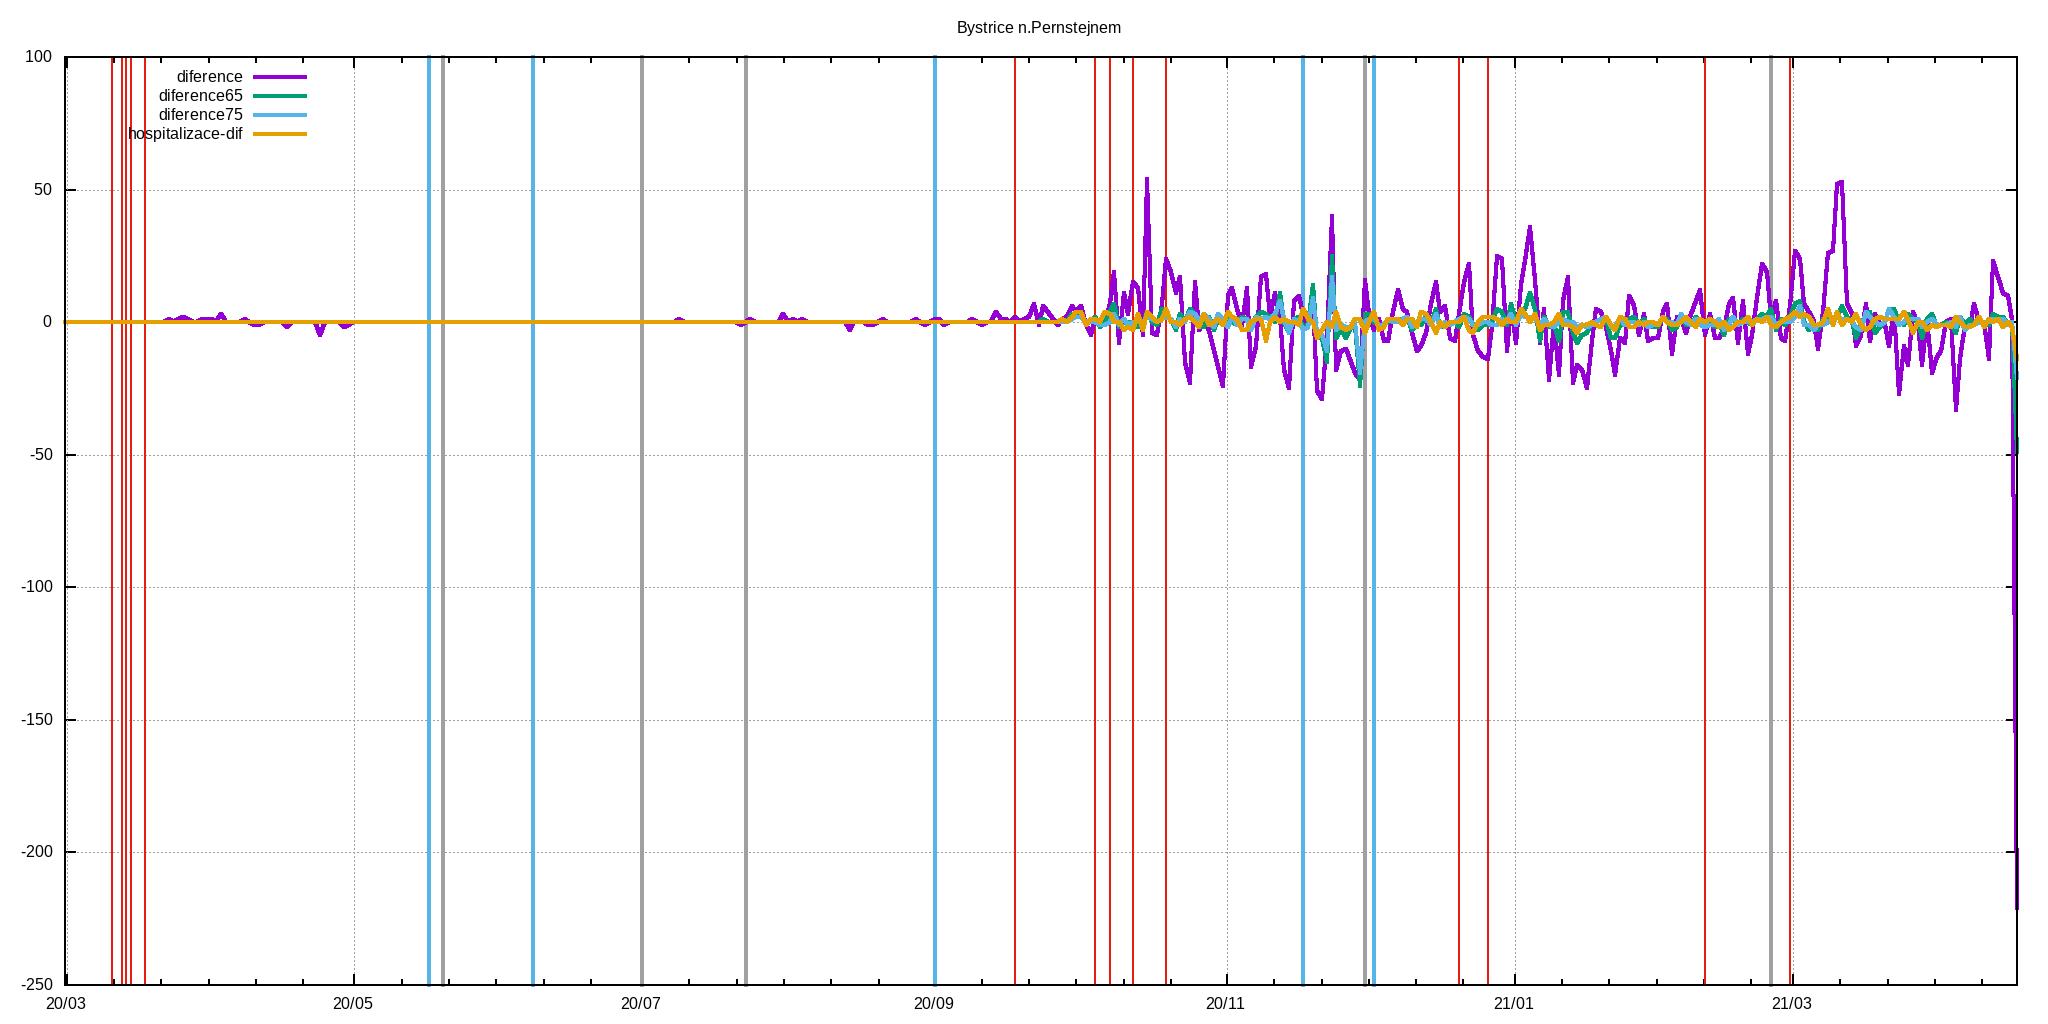 Bystrice n.Pernstejnem
100
diference
diference65
diference75
hospitalizace-dif
50
0
-50
-100
-150
-200
-250
20/03 20/05 20/07 20/09 20/11 21/01 21/03